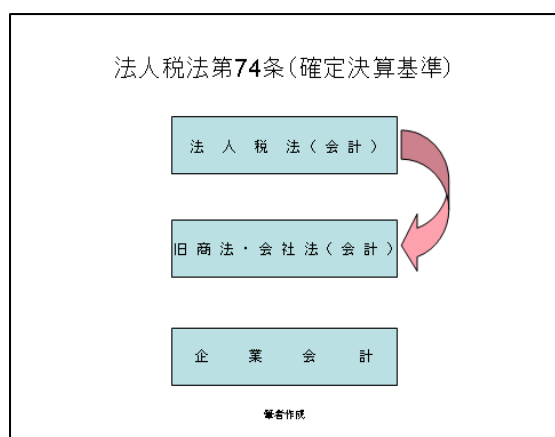 法人税法第74条(確定決算基準)
法人税法(会計)
旧商法・会社法(会計)
企業会計
筆者作成